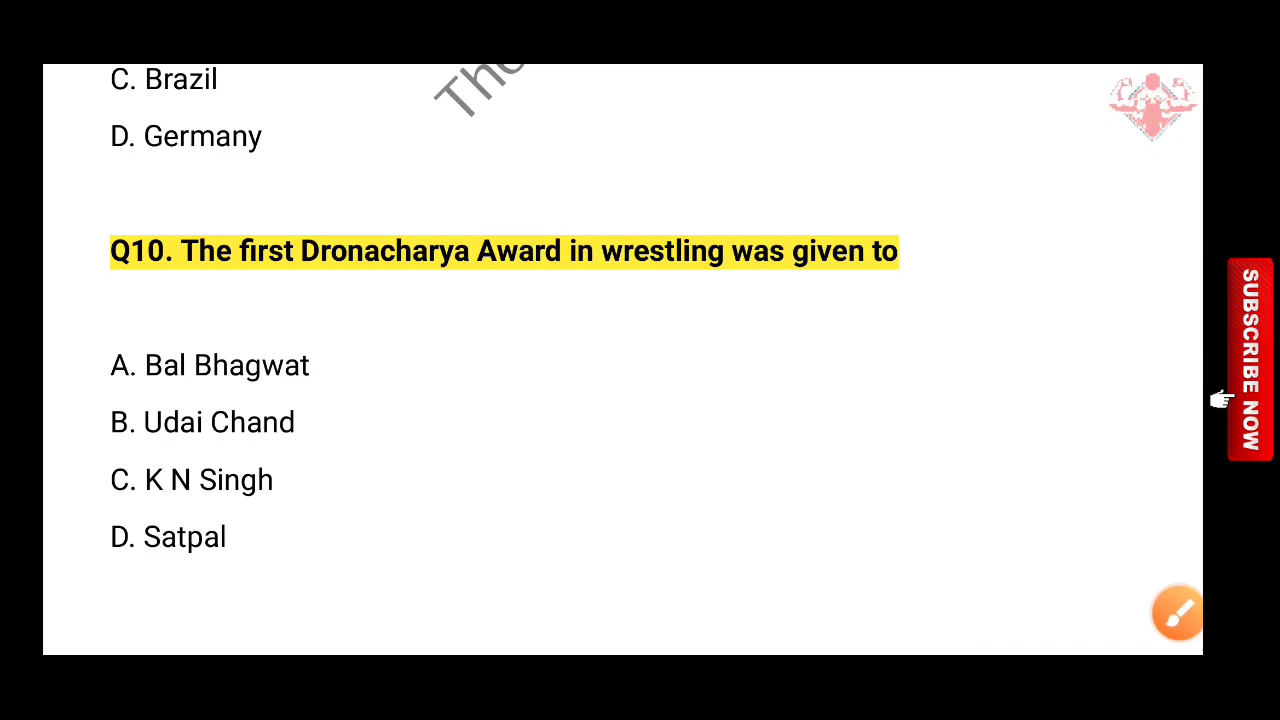 C. Brazil
D. Germany
Q10. The first Dronacharya Award in wrestling was given to
A. Bal Bhagwat
B. Udai Chand
C. K N Singh
D. Satpal
SUBSCRIBE NOW